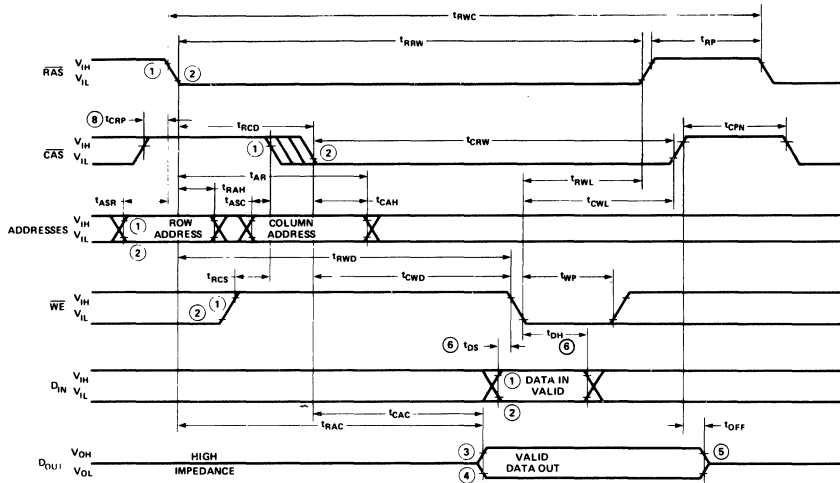 tRWC
tRRW
tRP
RAS VIH
VIL
1
2
8 tCRP
tRCD
tCRW
tCPN
CAS VIH
VIL
1
2
tAR
tRWL
tASR
tRAH
tASC
tCAH
tCWL
ADDRESSES VIH
VIL
1 ROW ADDRESS
2
COLUMN ADDRESS
tRWD
tRCS
tCWD
tWP
WE VIH
VIL
1
2
6 tDS
tDH
6
DIN VIH
VIL
1 DATA IN
2 VALID
tCAC
tRAC
tOFF
DOUT VOH
VOL
HIGH
IMPEDANCE
3
4
VALID
DATA OUT
5